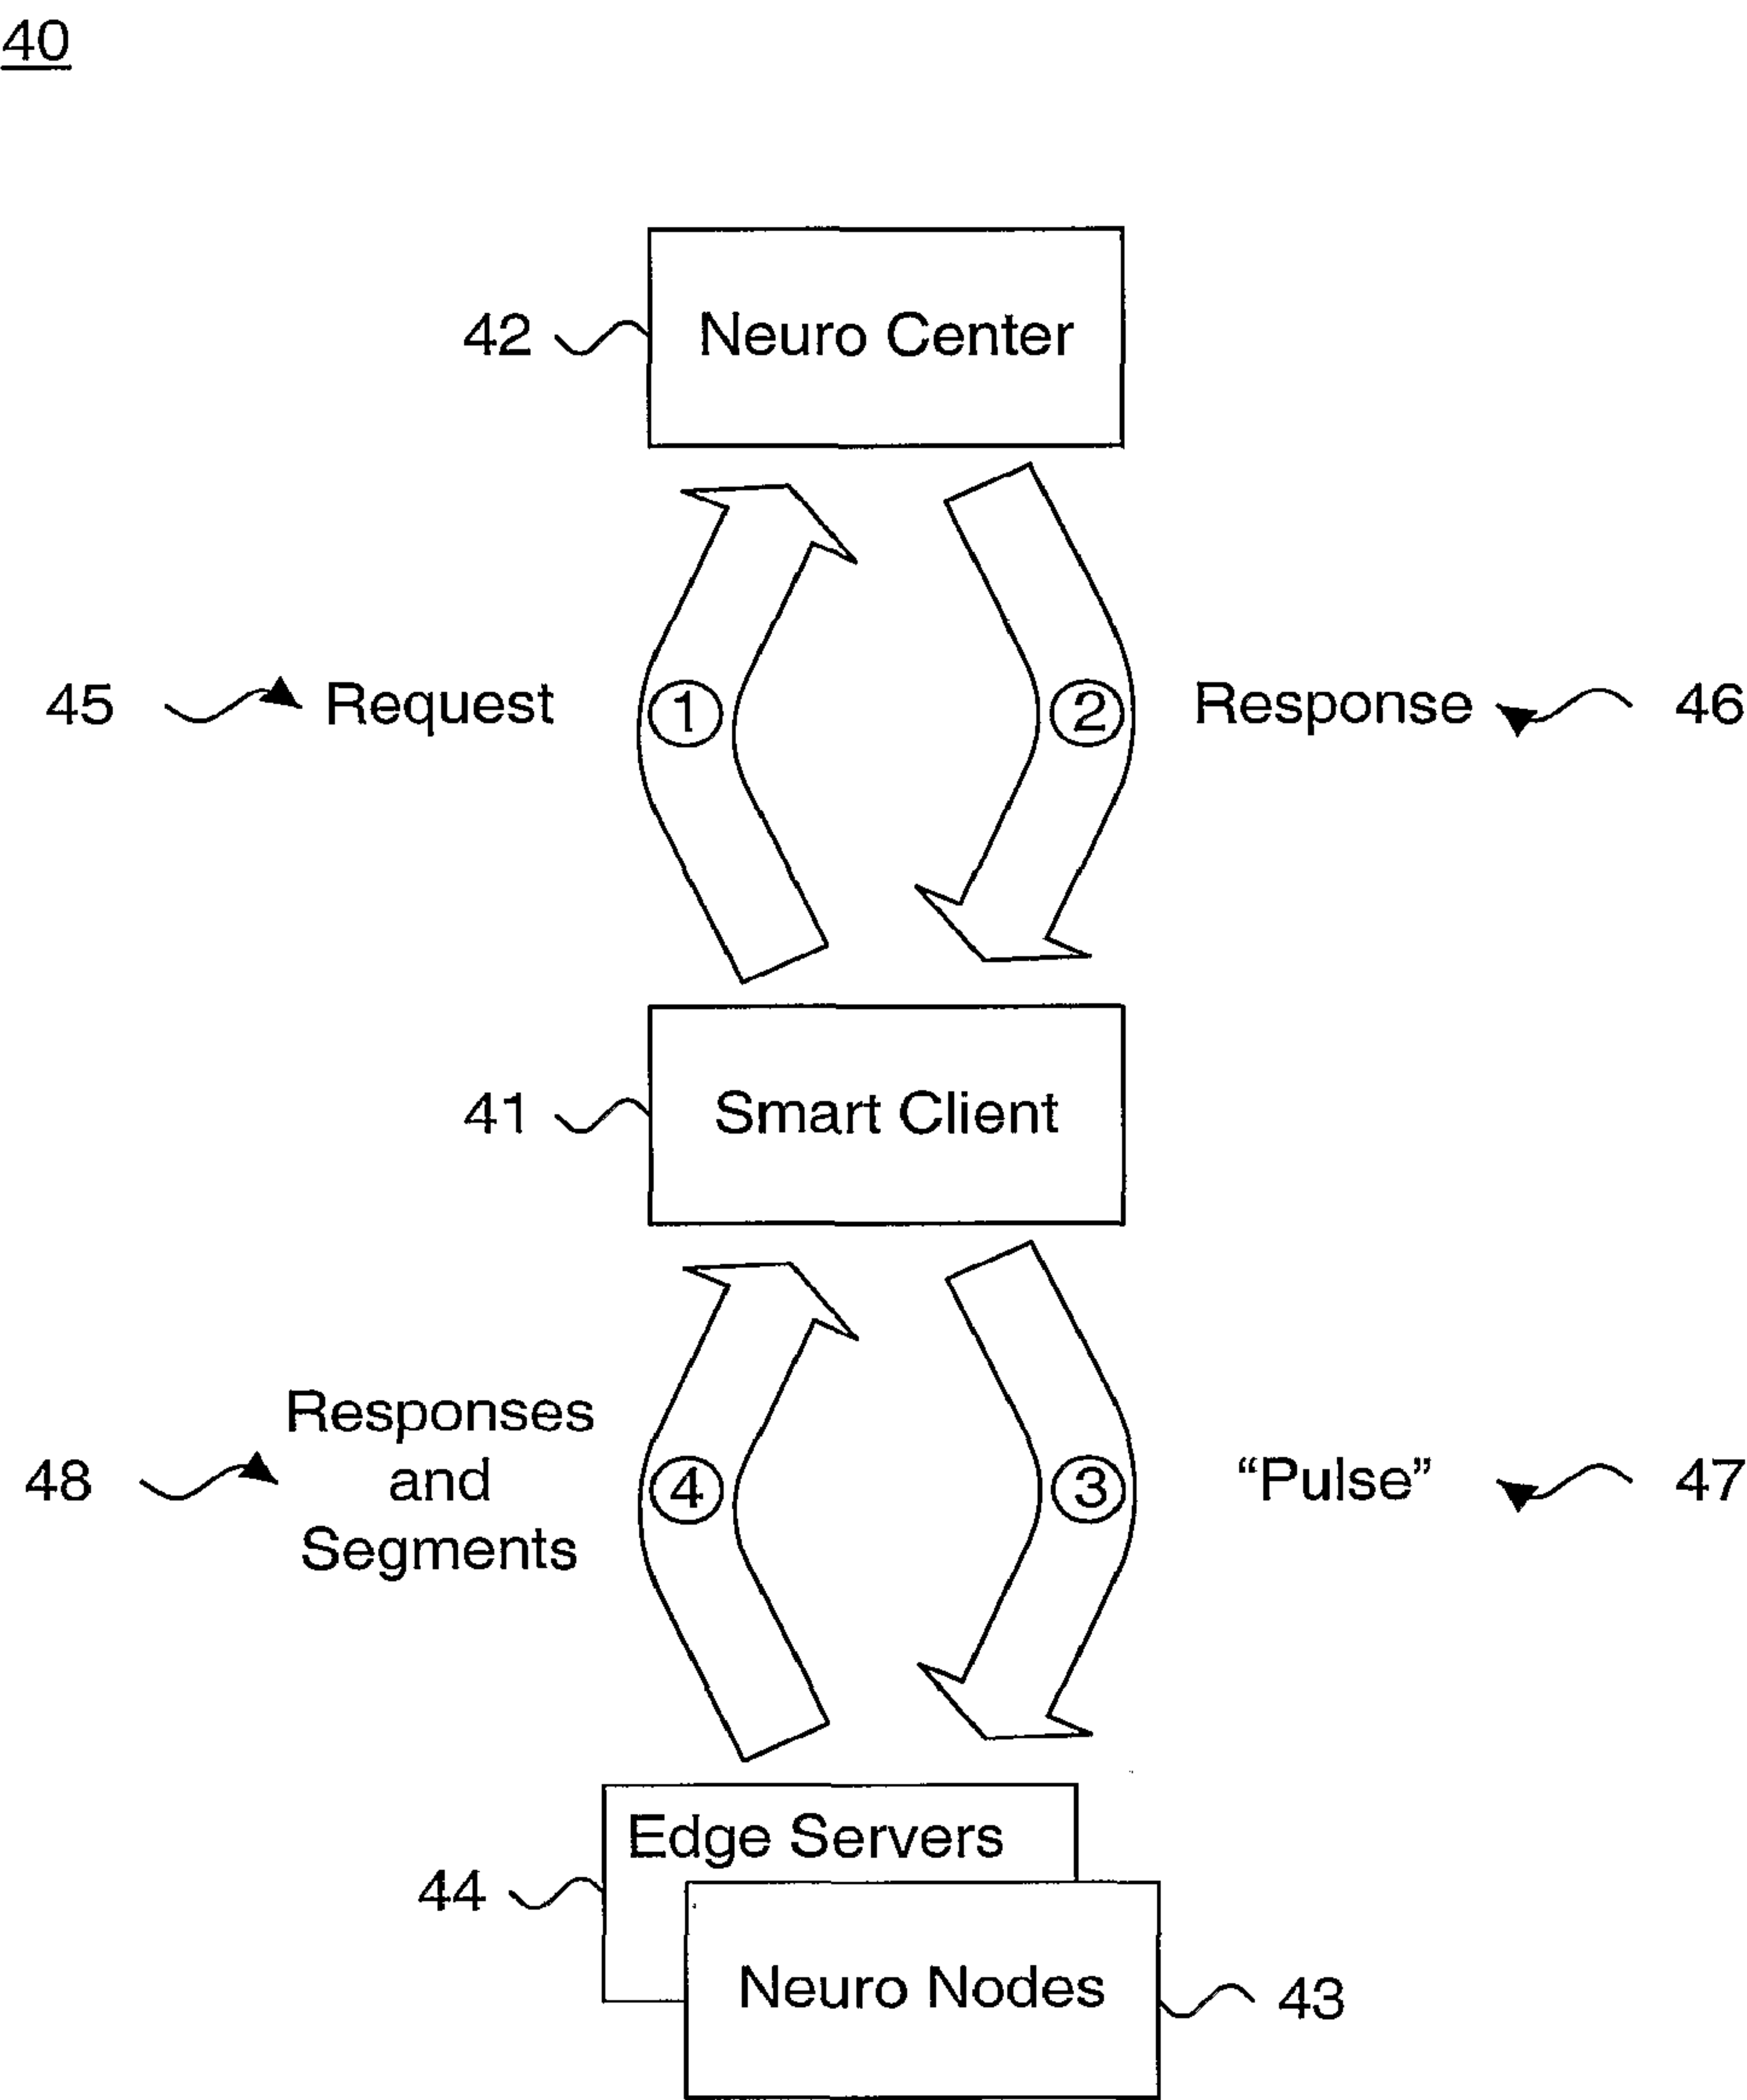 40
42
Neuro Center
45
Request
1
2
Response
46
41
Smart Client
48
Responses
and
Segments
4
3
“Pulse”
47
Edge Servers
44
Neuro Nodes
43